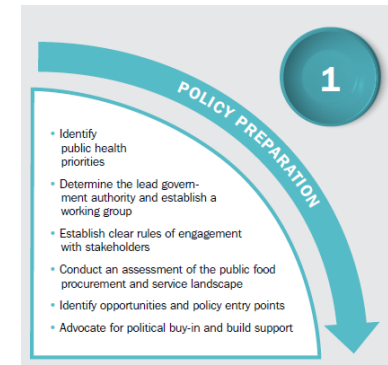 1
POLICY PREPARATION
• Identify
public health
priorities
• Determine the lead govern-
ment authority and establish a
working group
• Establish clear rules of engagement
with stakeholders
• Conduct an assessment of the public food
procurement and service landscape
• Identify opportunities and policy entry points
• Advocate for political buy-in and build support